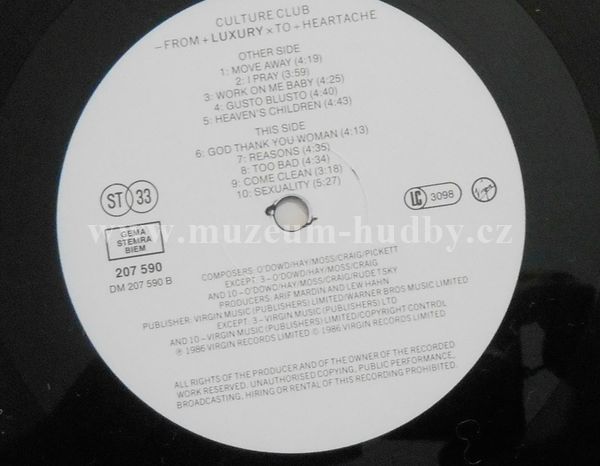 CULTURE CLUB
–FROM+LUXURY×TO÷HEARTACHE
OTHER SIDE
1: MOVE AWAY (4:19)
2: I PRAY (3:59)
3: WORK ON ME BABY (4:25)
4: GUSTO BLUSTO (4:40)
5: HEAVEN'S CHILDREN (4:43)
THIS SIDE
6: GOD THANK YOU WOMAN (4:13)
7: REASONS (4:35)
8: TOO BAD (4:34)
9: COME CLEAN (3:18)
10: SEXUALITY (5:27)
ST 33
LC 3098
Virgin
GEMA
STEMRA
BIEM
www.muzeum-hudby.cz
207 590
DM 207 590 B
COMPOSERS: O'DOWD/HAY/MOSS/CRAIG/PICKETT
EXCEPT: 3–O'DOWD/HAY/MOSS/CRAIG
AND 10–O'DOWD/HAY/MOSS/CRAIG/RUDETSKY
PRODUCERS: ARIF MARDIN AND LEW HAHN
PUBLISHER: VIRGIN MUSIC (PUBLISHERS) LIMITED/WARNER BROS MUSIC LIMITED
EXCEPT: 3–VIRGIN MUSIC (PUBLISHERS) LTD
AND 10–VIRGIN MUSIC (PUBLISHERS) LIMITED/COPYRIGHT CONTROL
℗ 1986 VIRGIN RECORDS LIMITED © 1986 VIRGIN RECORDS LIMITED
ALL RIGHTS OF THE PRODUCER AND OF THE OWNER OF THE RECORDED
WORK RESERVED. UNAUTHORISED COPYING, PUBLIC PERFORMANCE,
BROADCASTING, HIRING OR RENTAL OF THIS RECORDING PROHIBITED.